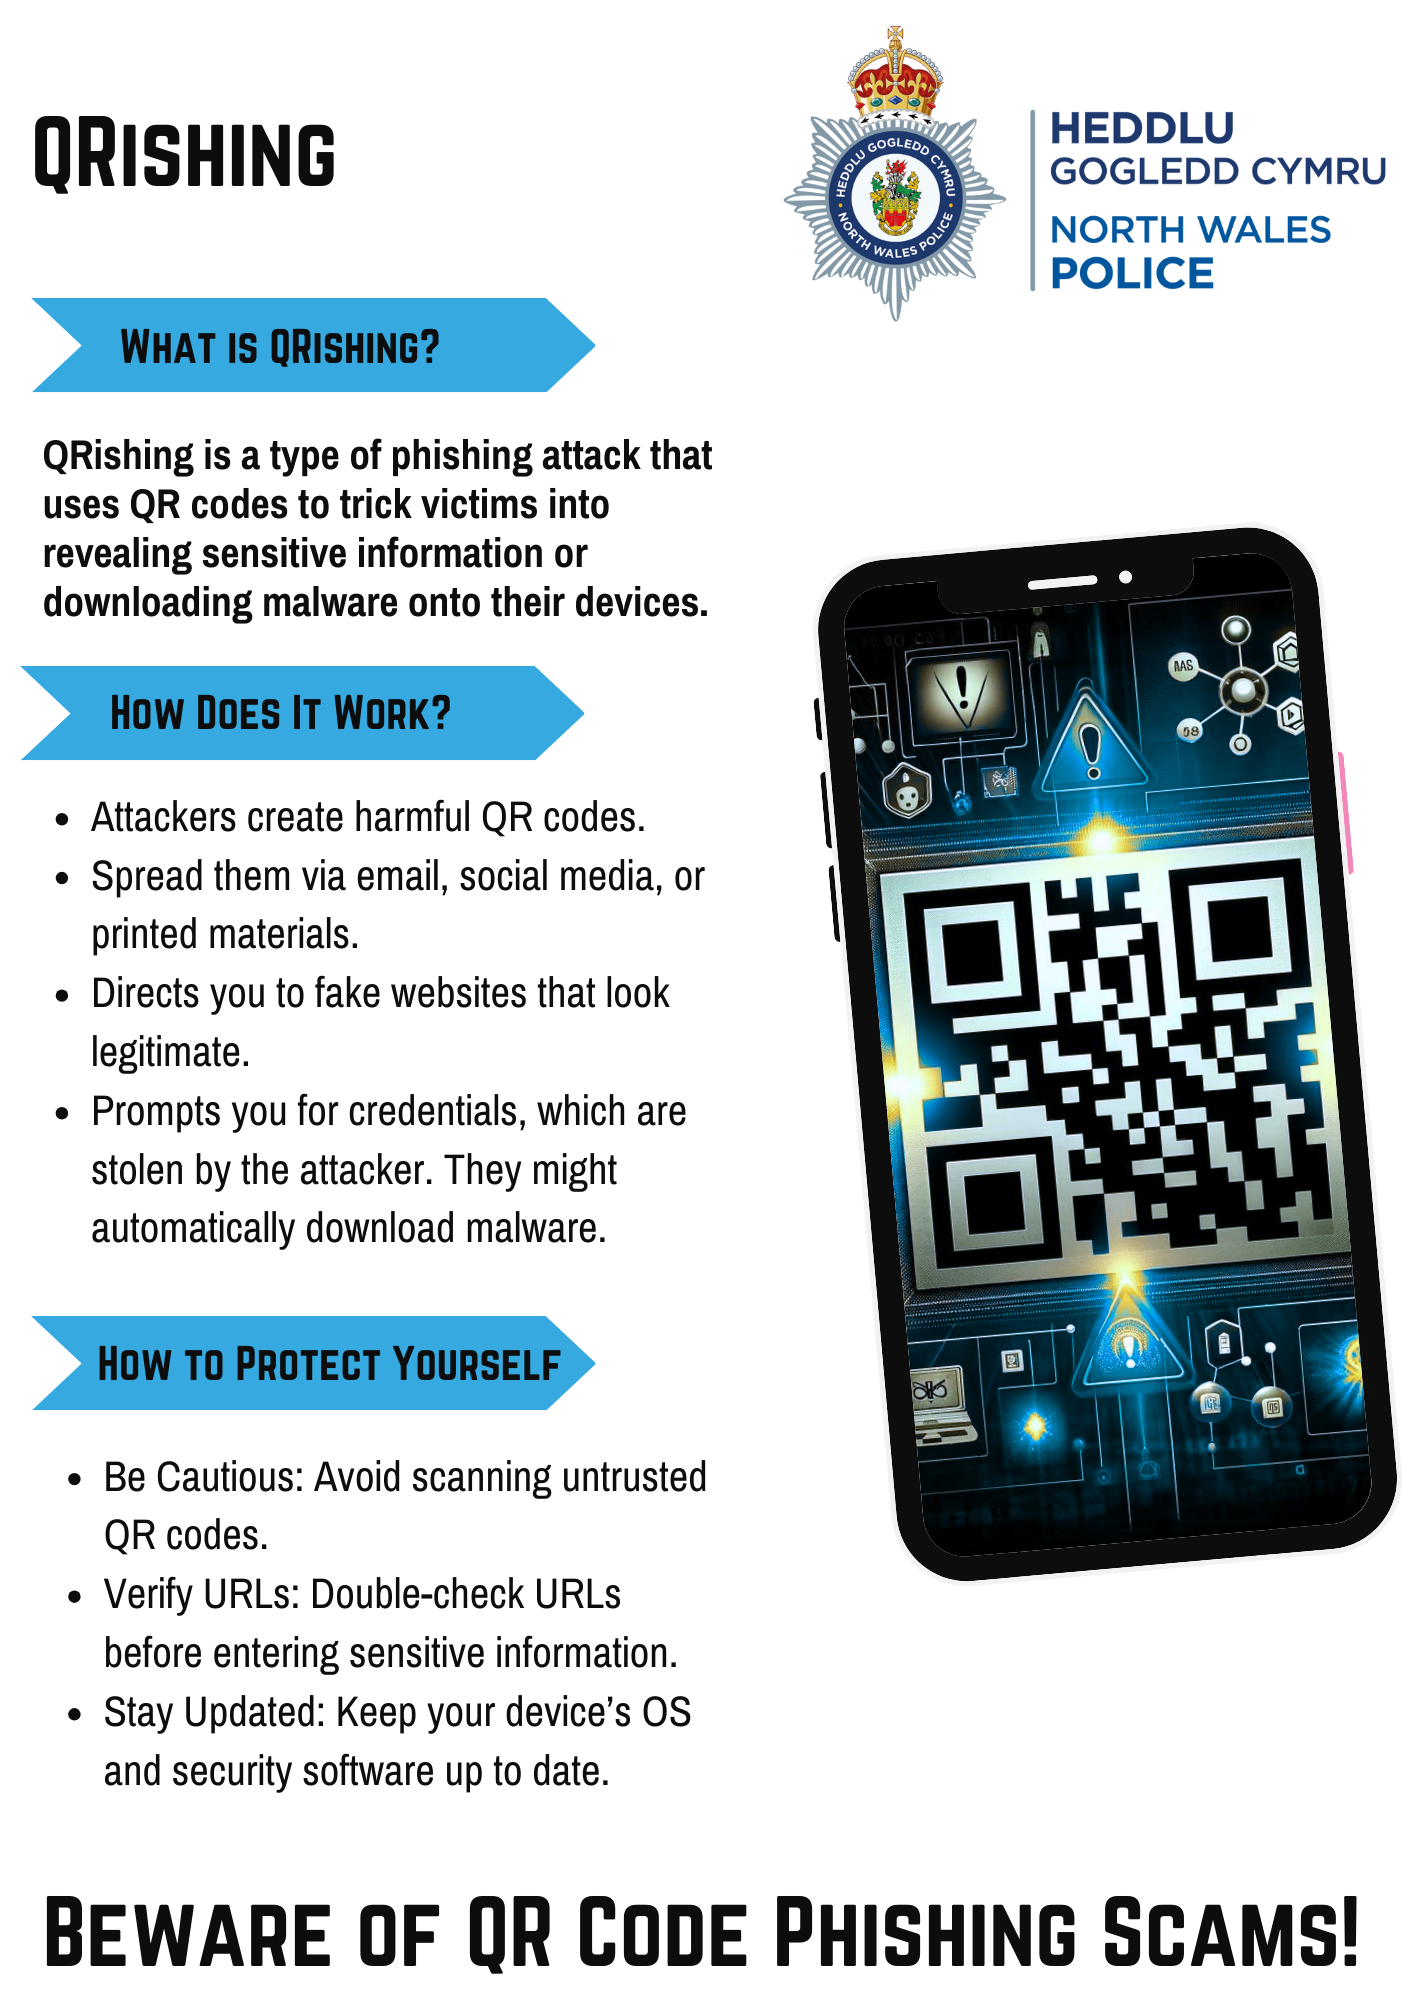 QRishing
HEDDLU GOGLEDD CYMRU
NORTH WALES POLICE
HEDDLU
GOGLEDD CYMRU
NORTH WALES
POLICE
What is QRishing?
QRishing is a type of phishing attack that
uses QR codes to trick victims into
revealing sensitive information or
downloading malware onto their devices.
How Does It Work?
• Attackers create harmful QR codes.
• Spread them via email, social media, or
printed materials.
• Directs you to fake websites that look
legitimate.
• Prompts you for credentials, which are
stolen by the attacker. They might
automatically download malware.
How to Protect Yourself
• Be Cautious: Avoid scanning untrusted
QR codes.
• Verify URLs: Double-check URLs
before entering sensitive information.
• Stay Updated: Keep your device’s OS
and security software up to date.
AAS
Beware of QR Code Phishing Scams!